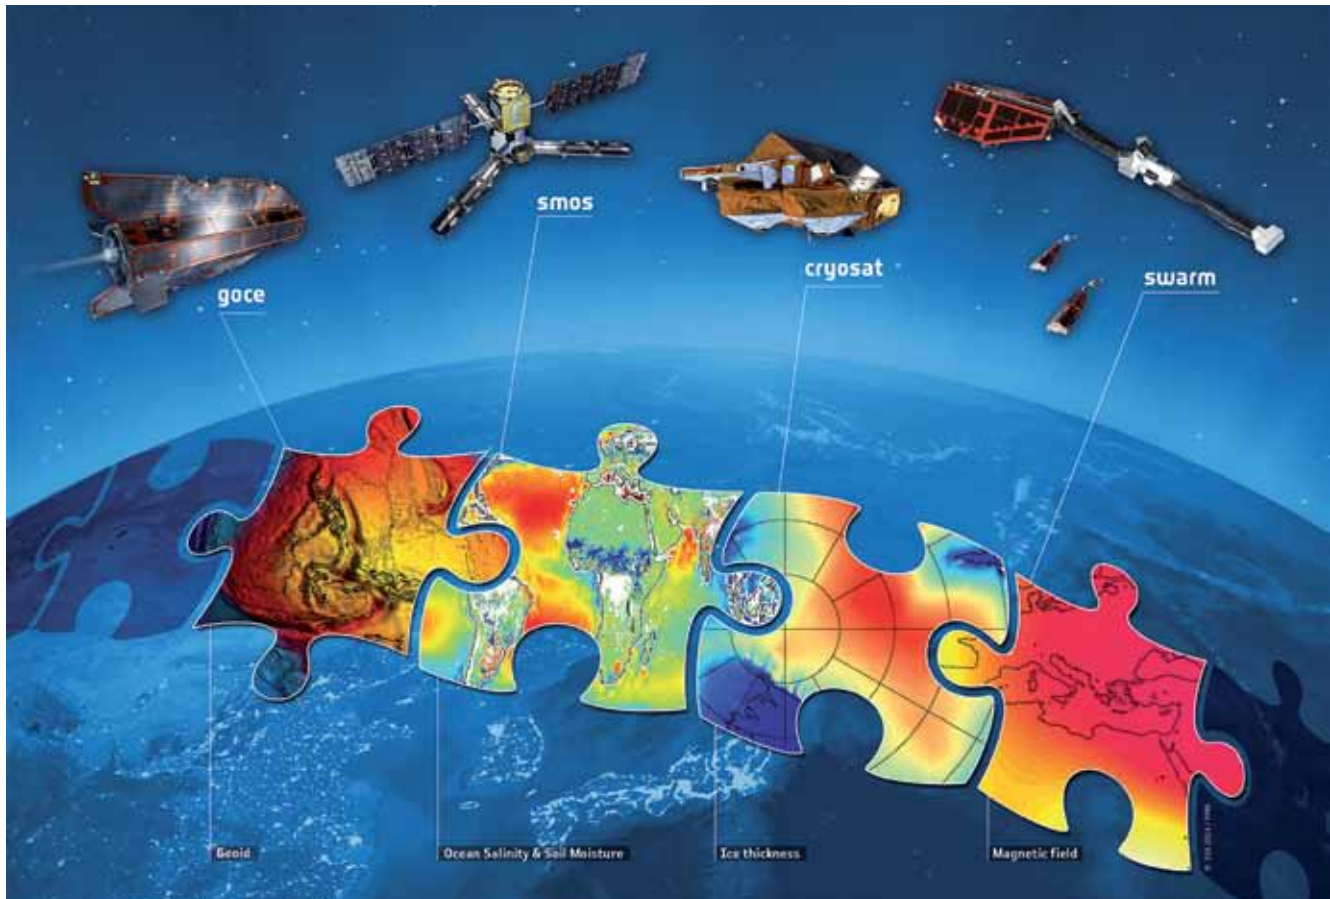 smos
cryosat
swarm
goce
Geoid
Ocean Salinity & Soil Moisture
Ice thickness
Magnetic field